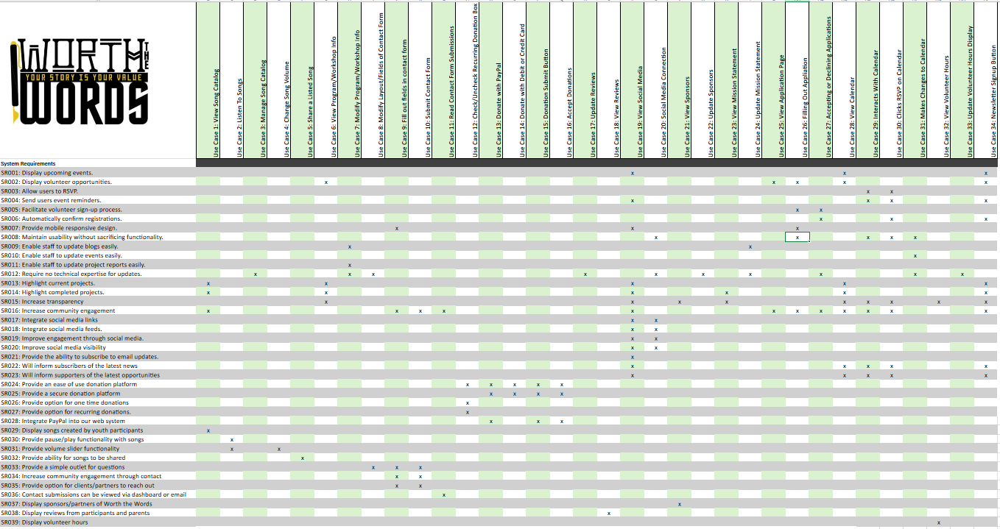 WORTH THE
YOUR STORY IS YOUR VALUE
WORDS
Use Case 1: View Song Catalog
Use Case 2: Listen To Songs
Use Case 3: Manage Song Catalog
Use Case 4: Change Song Volume
Use Case 5: Share a Listed Song
Use Case 6: View Program/Workshop Info
Use Case 7: Modify Program/Workshop Info
Use Case 8: Modify Layout/Fields of Contact Form
Use Case 9: Fill out fields in contact form
Use Case 10: Submit Contact Form
Use Case 11: Read Contact Form Submissions
Use Case 12: Check/Uncheck Recurring Donation Box
Use Case 13: Donate with PayPal
Use Case 14: Donate with Debit or Credit Card
Use Case 15: Donation Submit Button
Use Case 16: Accept Donations
Use Case 17: Update Reviews
Use Case 18: View Reviews
Use Case 19: View Social Media
Use Case 20: Social Media Connection
Use Case 21: View Sponsors
Use Case 22: Update Sponsors
Use Case 23: View Mission Statement
Use Case 24: Update Mission Statement
Use Case 25: View Application Page
Use Case 26: Filling Out Appliation
Use Case 27: Accepting or Declining Applications
Use Case 28: View Calendar
Use Case 29: Interacts With Calendar
Use Case 30: Clicks RSVP on Calendar
Use Case 31: Makes Changes to Calendar
Use Case 32: View Volunteer Hours
Use Case 33: Update Volunteer Hours Display
Use Case 34: Newsletter Signup Button
System Requirements
SR001: Display upcoming events. x x x
SR002: Display volunteer opportunities. x x x x x
SR003: Allow users to RSVP. x x
SR004: Send users event reminders. x x x x
SR005: Facilitate volunteer sign-up process. x x
SR006: Automatically confirm registrations. x x x
SR007: Provide mobile responsive design. x x x
SR008: Maintain usability without sacrificing functionality. x x x x x
SR009: Enable staff to update blogs easily. x x
SR010: Enable staff to update events easily. x
SR011: Enable staff to update project reports easily. x
SR012: Require no technical expertise for updates. x x x x x x x x x x
SR013: Highlight current projects. x x x x x
SR014: Highlight completed projects. x x x x x x
SR015: Increase transparency x x x x x x x x x
SR016: Increase community engagement x x x x x x x x x x x x
SR017: Integrate social media links x x
SR018: Integrate social media feeds. x x
SR019: Improve engagement through social media. x x
SR020: Improve social media visibility x x
SR021: Provide the ability to subscribe to email updates. x
SR022: Will inform subscribers of the latest news x x x x x
SR023: Will inform supporters of the latest opportunities x x x x x
SR024: Provide an ease of use donation platform x x x x x
SR025: Provide a secure donation platform x x x x
SR026: Provide option for one time donations x
SR027: Provide option for recurring donations. x
SR028: Integrate PayPal into our web system x x x
SR029: Display songs created by youth participants x
SR030: Provide pause/play functionality with songs x
SR031: Provide volume slider functionality x x
SR032: Provide ability for songs to be shared x
SR033: Provide a simple outlet for questions x x x
SR034: Increase community engagement through contact x x
SR035: Provide option for clients/partners to reach out x x
SR036: Contact submissions can be viewed via dashboard or email x
SR037: Display sponsors/partners of Worth the Words x
SR038: Display reviews from participants and parents x
SR039: Display volunteer hours x